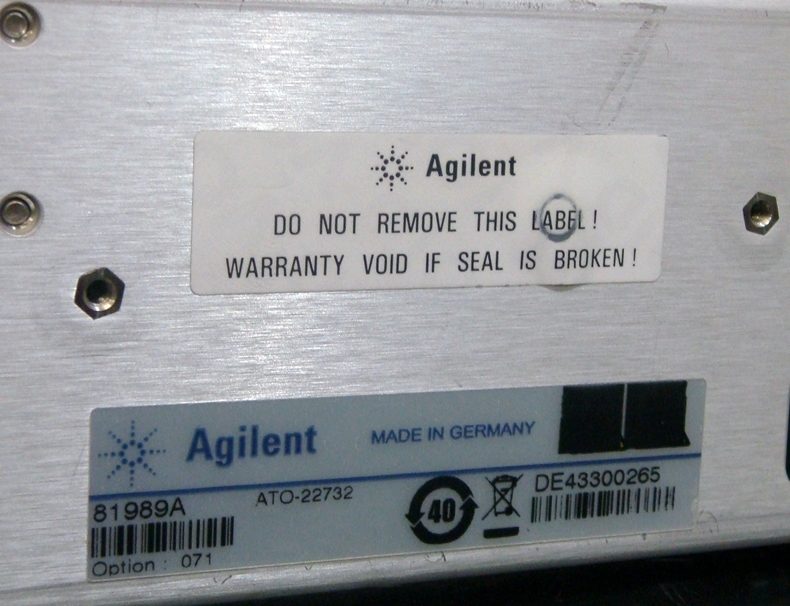 Agilent
DO NOT REMOVE THIS LABEL!
WARRANTY VOID IF SEAL IS BROKEN!
Agilent MADE IN GERMANY
81989A ATO-22732 40 DE43300265
Option : 071